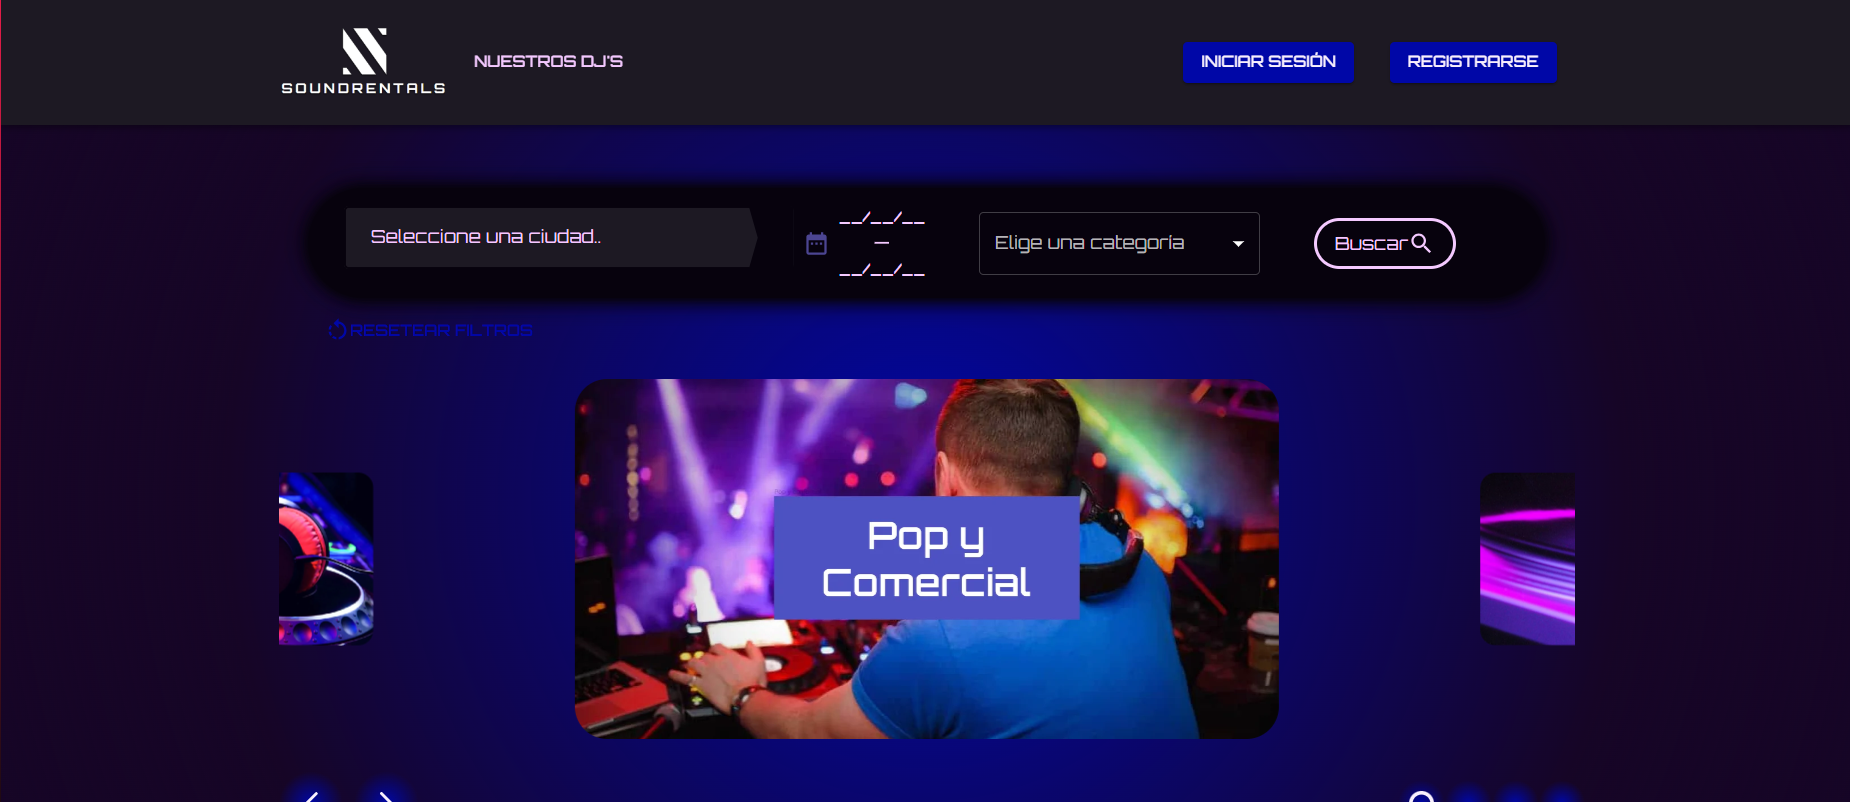 SOUNDRENTALS
NUESTROS DJ'S
INICIAR SESIÓN
REGISTRARSE
Seleccione una ciudad..
__/__/__
—
__/__/__
Elige una categoría
Buscar
RESETEAR FILTROS
Pop y
Comercial